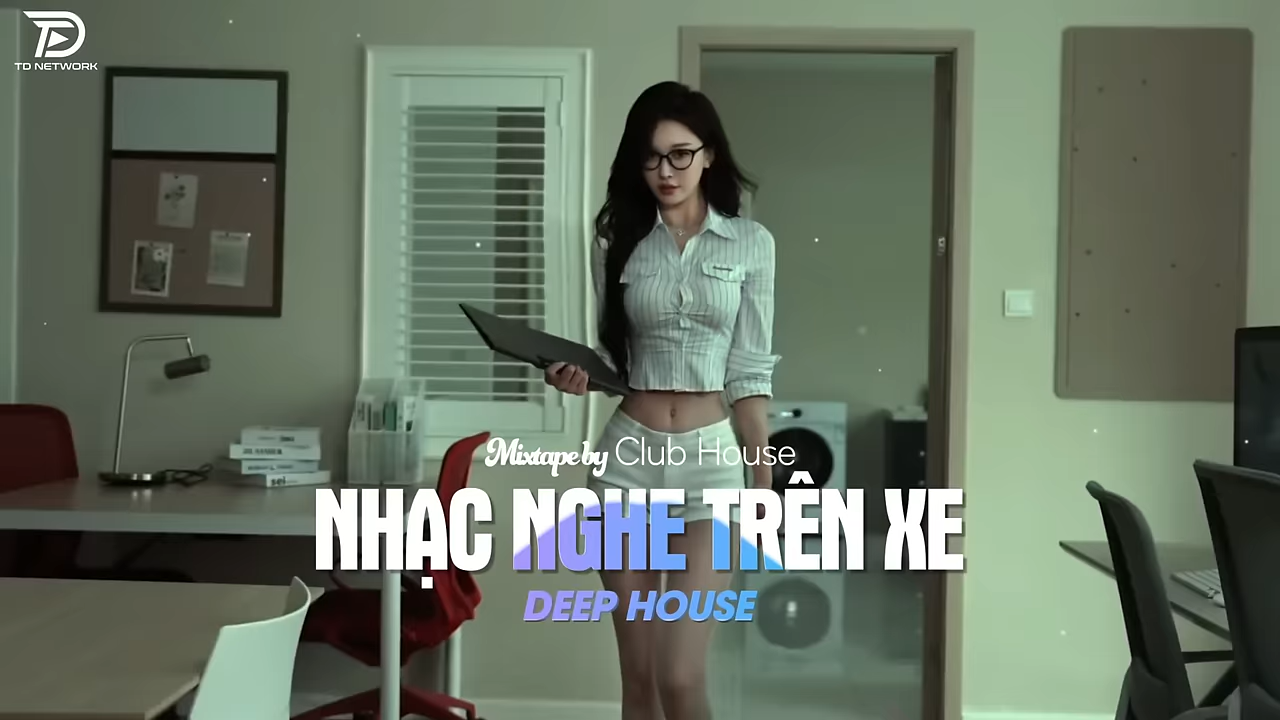 TD NETWORK
Mixtape by Club House
NHẠC NGHE TRÊN XE
DEEP HOUSE